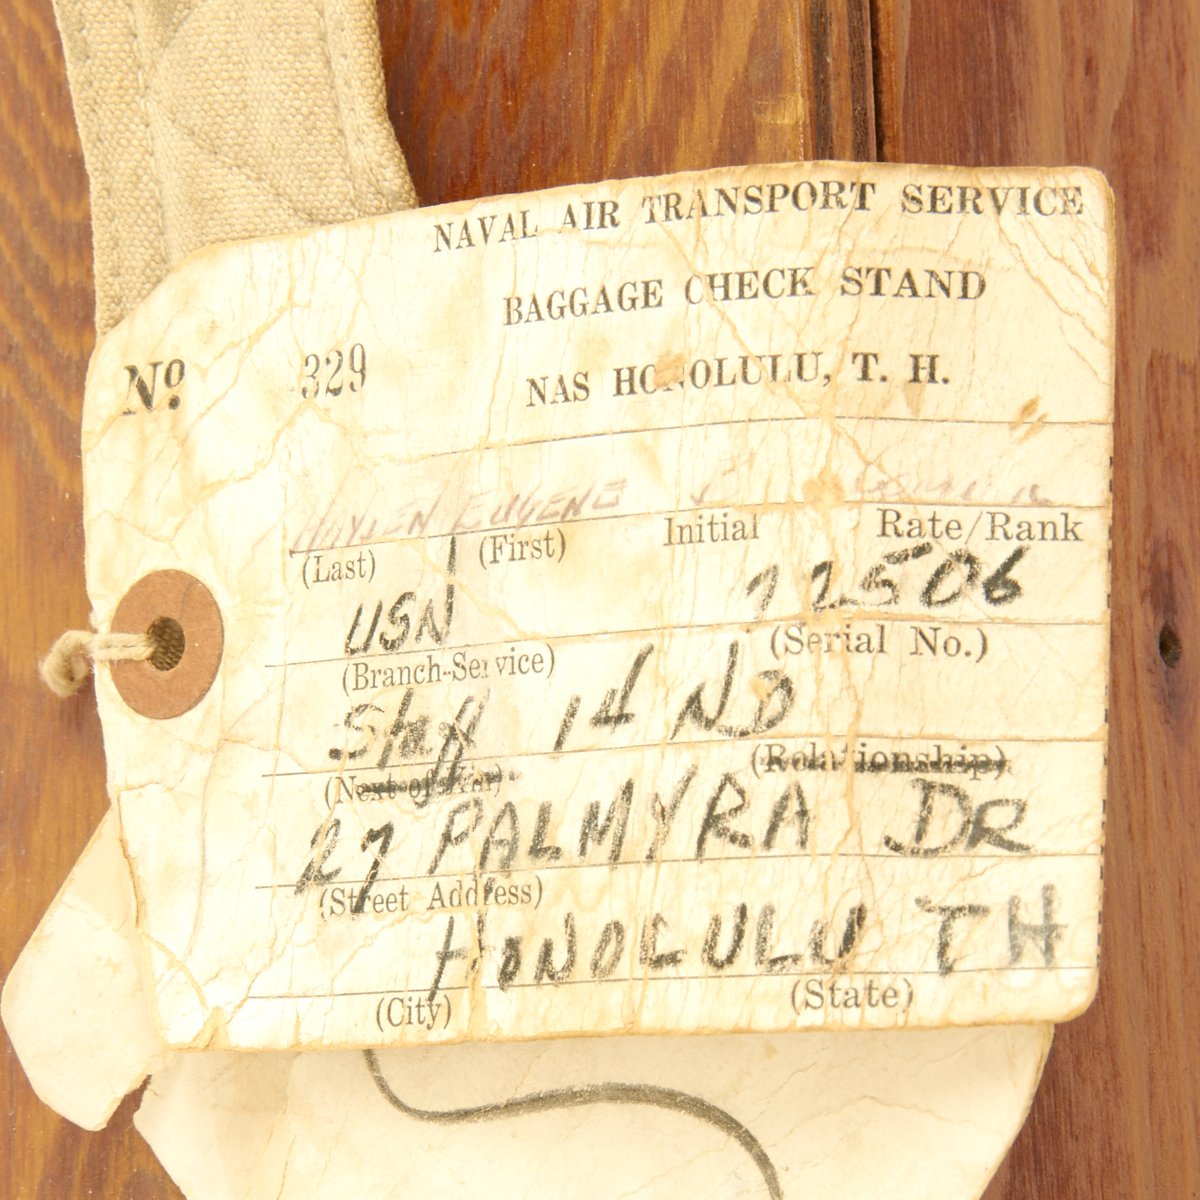 NAVAL AIR TRANSPORT SERVICE
BAGGAGE CHECK STAND
Nº 329 NAS HONOLULU, T. H.
EUGENE
(Last) (First) Initial Rate/Rank
USN 72506
(Branch-Service) (Serial No.)
Staff 14 ND
(Next of Kin) (Relationship)
27 PALMYRA DR
(Street Address)
HONOLULU T H
(City) (State)